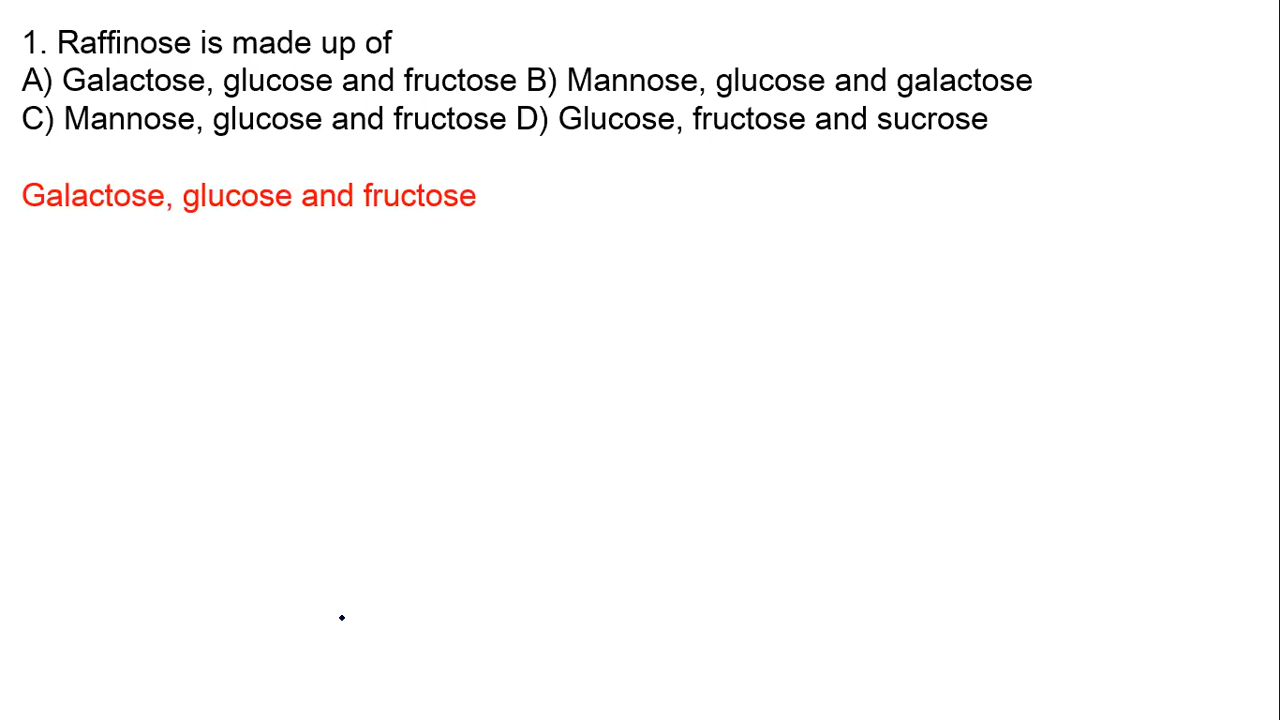 1. Raffinose is made up of
A) Galactose, glucose and fructose B) Mannose, glucose and galactose
C) Mannose, glucose and fructose D) Glucose, fructose and sucrose
Galactose, glucose and fructose